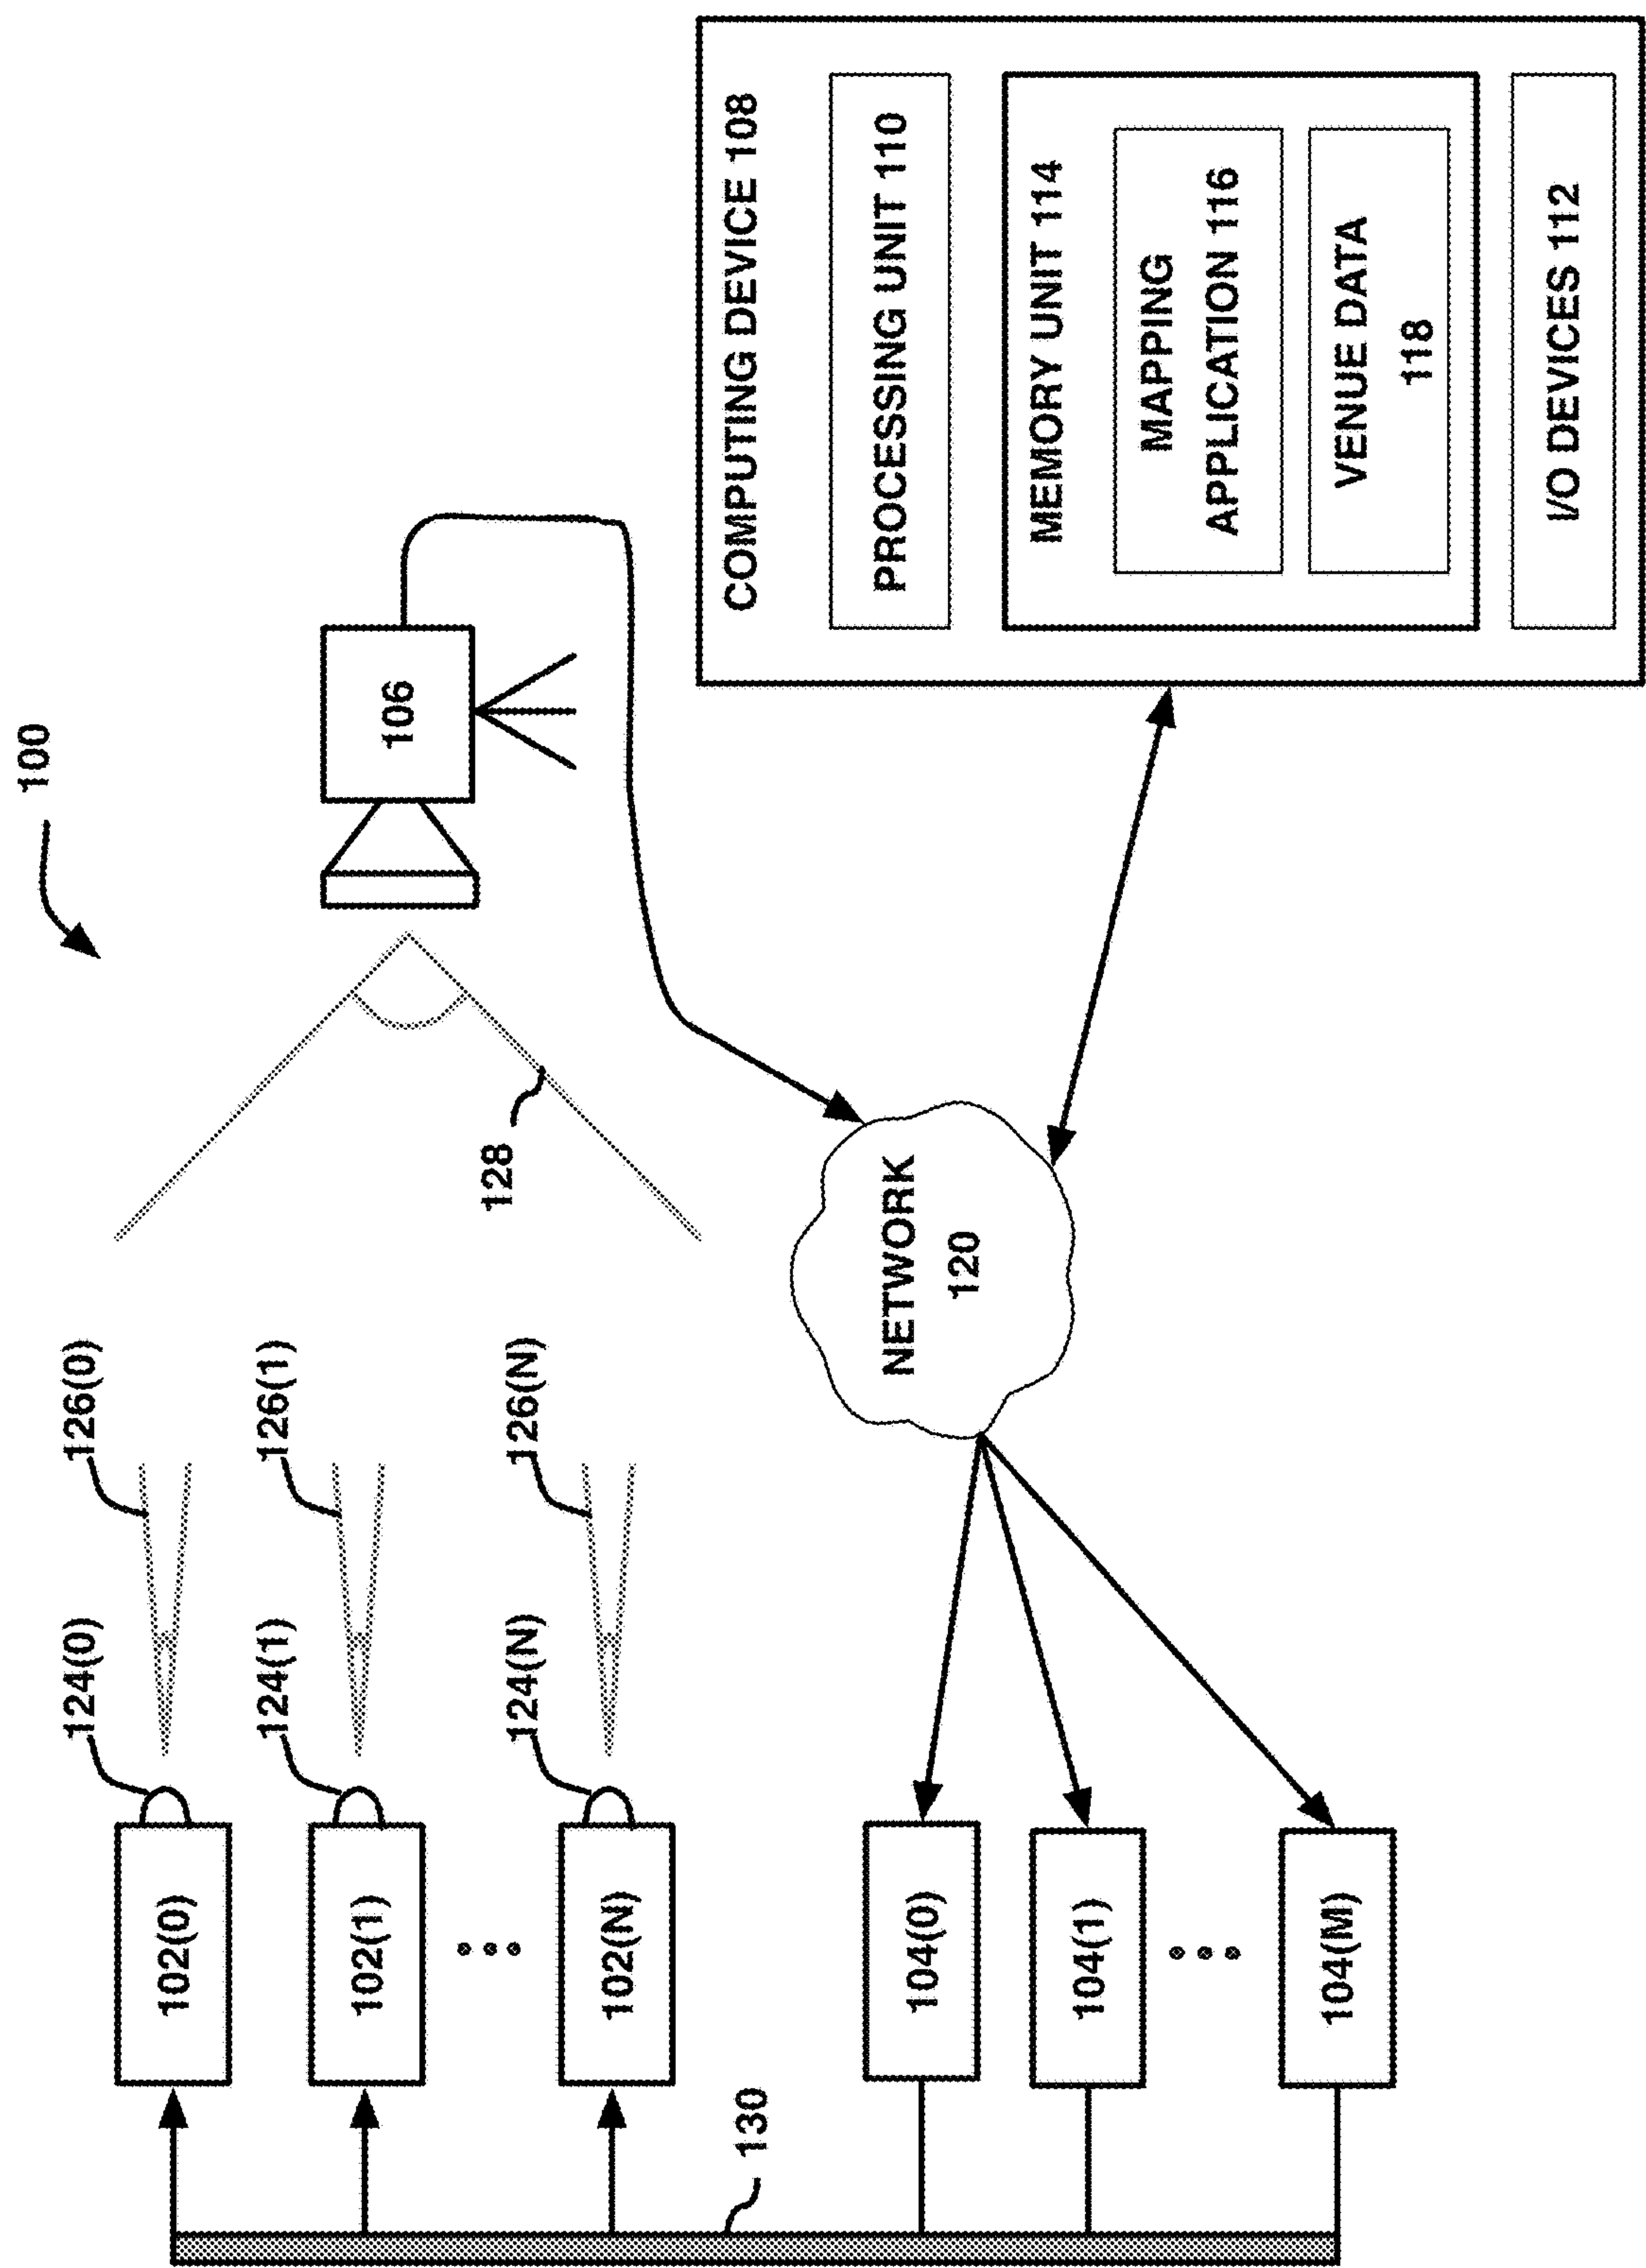 100
124(0)
126(0)
102(0)
124(1)
126(1)
102(1)
124(N)
126(N)
102(N)
128
106
130
104(0)
104(1)
104(M)
NETWORK
120
COMPUTING DEVICE 108
PROCESSING UNIT 110
MEMORY UNIT 114
MAPPING
APPLICATION 116
VENUE DATA
118
I/O DEVICES 112